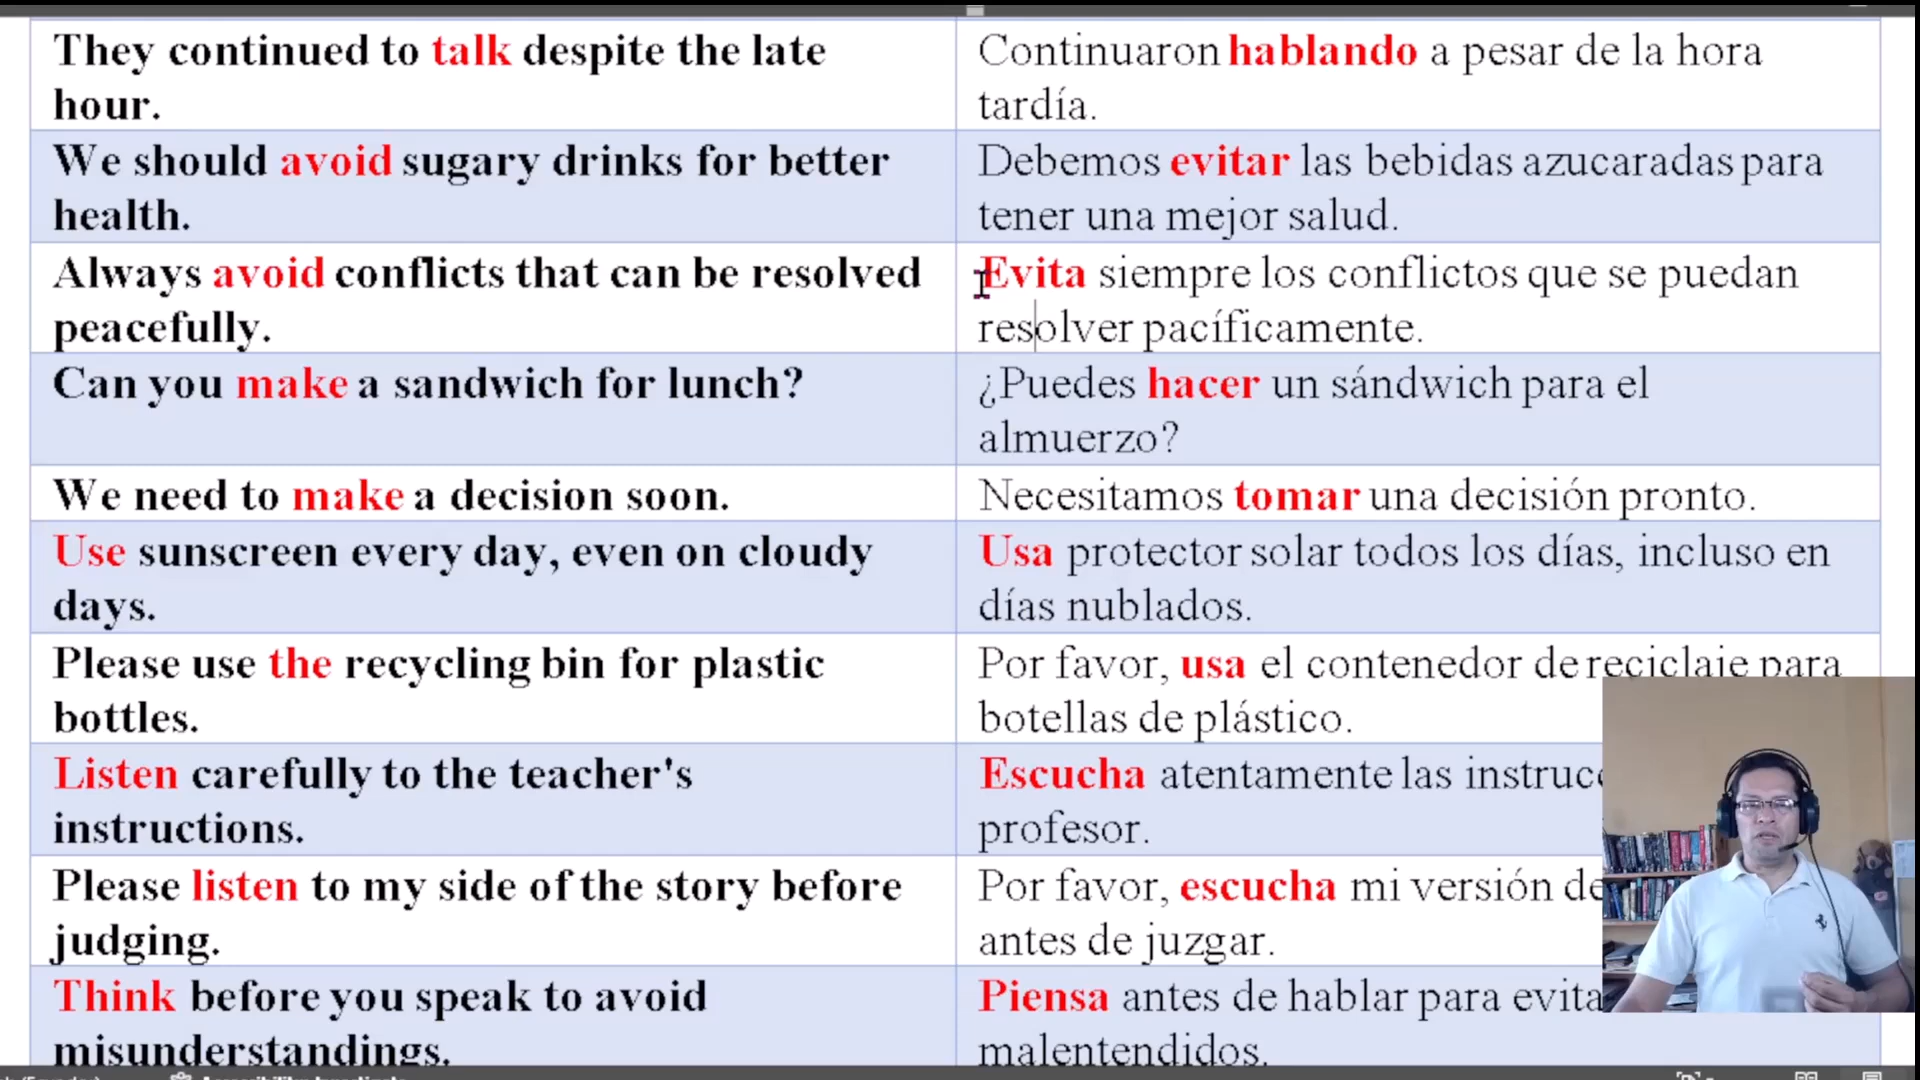 They continued to talk despite the late
hour.
Continuaron hablando a pesar de la hora
tardía.
We should avoid sugary drinks for better
health.
Debemos evitar las bebidas azucaradas para
tener una mejor salud.
Always avoid conflicts that can be resolved
peacefully.
Evita siempre los conflictos que se puedan
resolver pacíficamente.
Can you make a sandwich for lunch?
¿Puedes hacer un sándwich para el
almuerzo?
We need to make a decision soon.
Necesitamos tomar una decisión pronto.
Use sunscreen every day, even on cloudy
days.
Usa protector solar todos los días, incluso en
días nublados.
Please use the recycling bin for plastic
bottles.
Por favor, usa el contenedor de reciclaje para
botellas de plástico.
Listen carefully to the teacher's
instructions.
Escucha atentamente las instruc
profesor.
Please listen to my side of the story before
judging.
Por favor, escucha mi versión de
antes de juzgar.
Think before you speak to avoid
misunderstandings.
Piensa antes de hablar para evita
malentendidos.